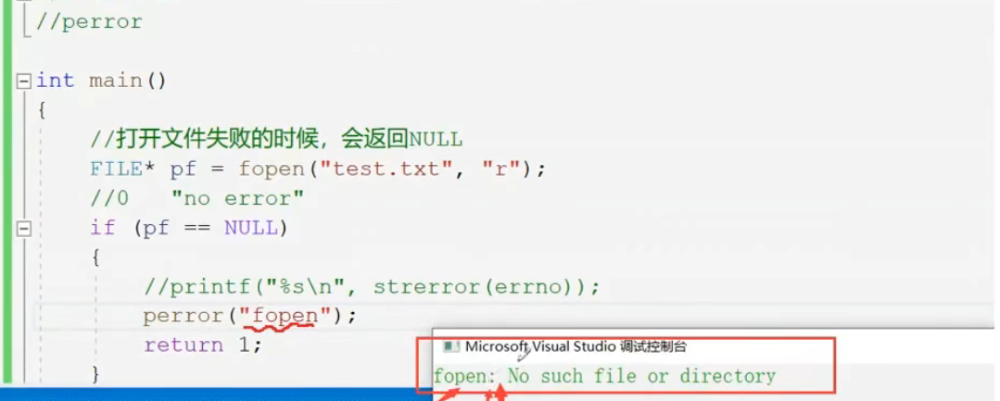 //perror
int main()
{
//打开文件失败的时候，会返回NULL
FILE* pf = fopen("test.txt", "r");
//0   "no error"
if (pf == NULL)
{
//printf("%s\n", strerror(errno));
perror("fopen");
return 1;
}
Microsoft Visual Studio 调试控制台
fopen: No such file or directory